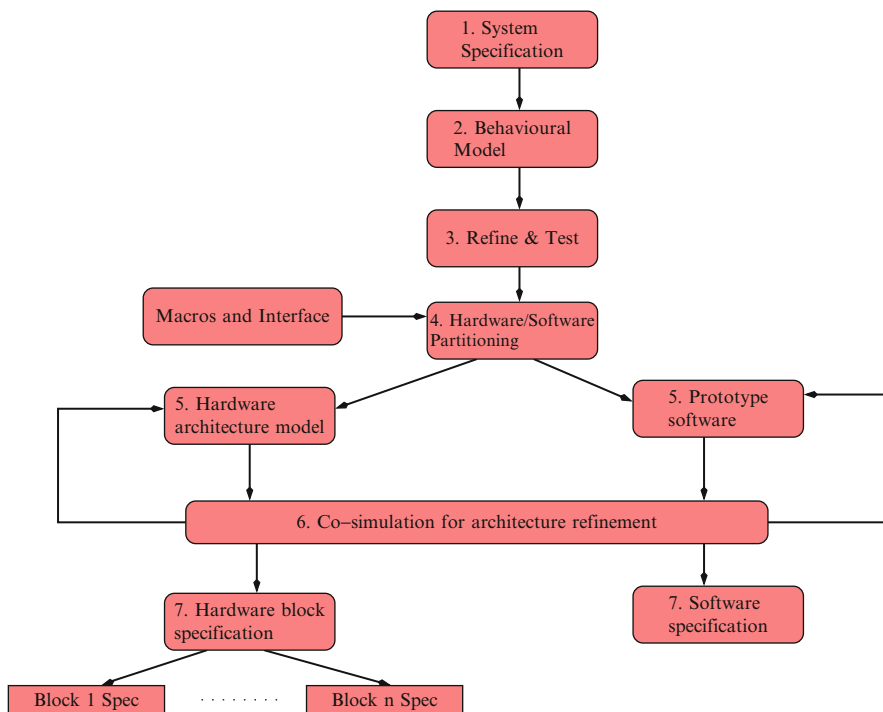 1. System
Specification
2. Behavioural
Model
3. Refine & Test
Macros and Interface
4. Hardware/Software
Partitioning
5. Hardware
architecture model
5. Prototype
software
6. Co–simulation for architecture refinement
7. Hardware block
specification
7. Software
specification
Block 1 Spec
. . . . . . . .
Block n Spec